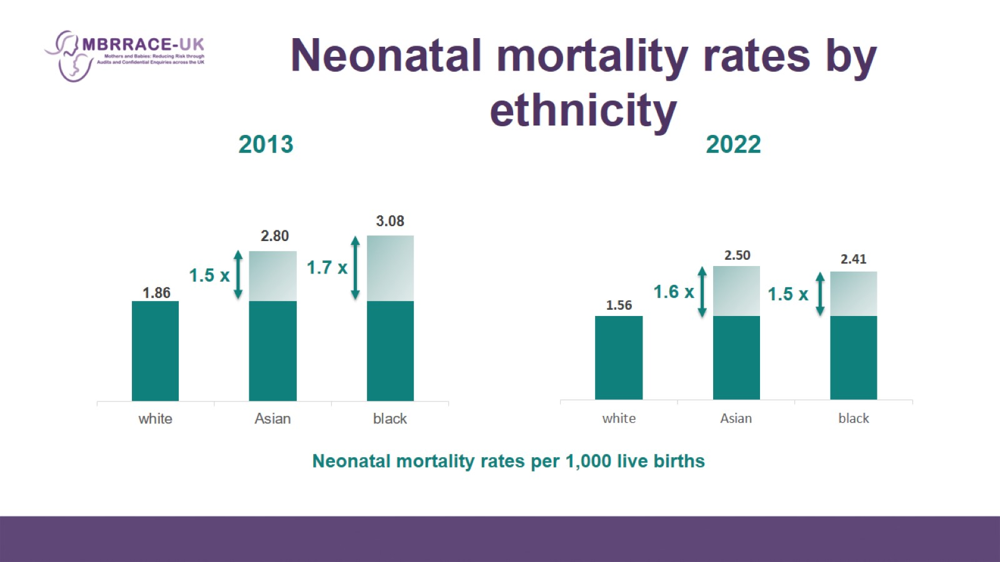 MBRRACE-UK
Mothers and Babies: Reducing Risk through
Audits and Confidential Enquiries across the UK
Neonatal mortality rates by
ethnicity
2013
1.86
1.5 x
2.80
1.7 x
3.08
white
Asian
black
2022
1.56
1.6 x
2.50
1.5 x
2.41
white
Asian
black
Neonatal mortality rates per 1,000 live births